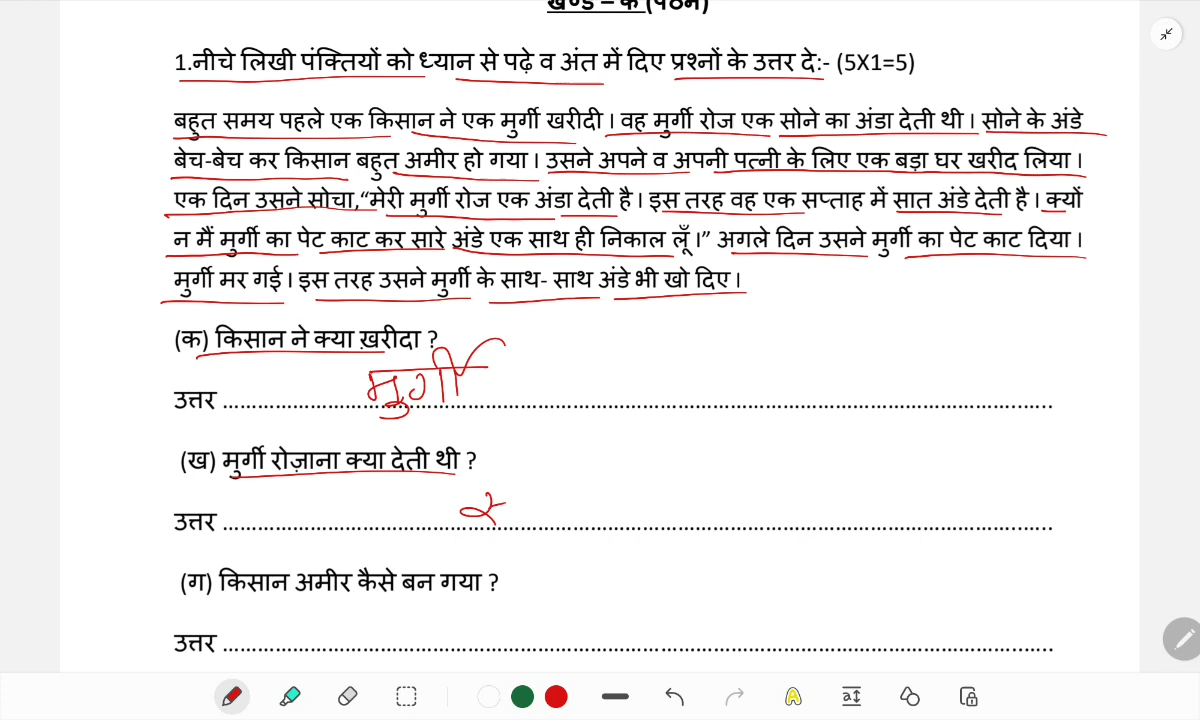 खण्ड – क (पठन)
1.नीचे लिखी पंक्तियों को ध्यान से पढ़े व अंत में दिए प्रश्नों के उत्तर दे:- (5X1=5)
बहुत समय पहले एक किसान ने एक मुर्गी खरीदी । वह मुर्गी रोज एक सोने का अंडा देती थी । सोने के अंडे
बेच-बेच कर किसान बहुत अमीर हो गया । उसने अपने व अपनी पत्नी के लिए एक बड़ा घर खरीद लिया ।
एक दिन उसने सोचा,“मेरी मुर्गी रोज एक अंडा देती है । इस तरह वह एक सप्ताह में सात अंडे देती है । क्यों
न मैं मुर्गी का पेट काट कर सारे अंडे एक साथ ही निकाल लूँ ।” अगले दिन उसने मुर्गी का पेट काट दिया ।
मुर्गी मर गई । इस तरह उसने मुर्गी के साथ- साथ अंडे भी खो दिए ।
(क) किसान ने क्या ख़रीदा ?
मुर्गी
उत्तर ......................................................................................................
(ख) मुर्गी रोज़ाना क्या देती थी ?
उत्तर ......................................................................................................
(ग) किसान अमीर कैसे बन गया ?
उत्तर ......................................................................................................